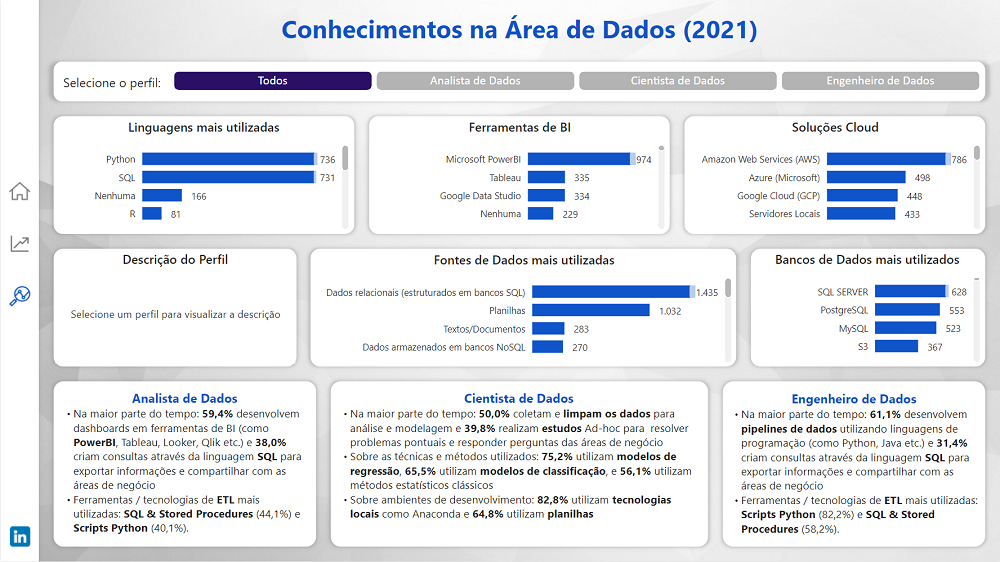 Conhecimentos na Área de Dados (2021)
Selecione o perfil:
Todos
Analista de Dados
Cientista de Dados
Engenheiro de Dados
Linguagens mais utilizadas
Python 736
SQL 731
Nenhuma 166
R 81
Ferramentas de BI
Microsoft PowerBI 974
Tableau 335
Google Data Studio 334
Nenhuma 229
Soluções Cloud
Amazon Web Services (AWS) 786
Azure (Microsoft) 498
Google Cloud (GCP) 448
Servidores Locais 433
Descrição do Perfil
Selecione um perfil para visualizar a descrição
Fontes de Dados mais utilizadas
Dados relacionais (estruturados em bancos SQL) 1.435
Planilhas 1.032
Textos/Documentos 283
Dados armazenados em bancos NoSQL 270
Bancos de Dados mais utilizados
SQL SERVER 628
PostgreSQL 553
MySQL 523
S3 367
Analista de Dados
• Na maior parte do tempo: 59,4% desenvolvem
dashboards em ferramentas de BI (como
PowerBI, Tableau, Looker, Qlik etc.) e 38,0%
criam consultas através da linguagem SQL para
exportar informações e compartilhar com as
áreas de negócio
• Ferramentas / tecnologias de ETL mais
utilizadas: SQL & Stored Procedures (44,1%) e
Scripts Python (40,1%).
Cientista de Dados
• Na maior parte do tempo: 50,0% coletam e limpam os dados para
análise e modelagem e 39,8% realizam estudos Ad-hoc para resolver
problemas pontuais e responder perguntas das áreas de negócio
• Sobre as técnicas e métodos utilizados: 75,2% utilizam modelos de
regressão, 65,5% utilizam modelos de classificação, e 56,1% utilizam
métodos estatísticos clássicos
• Sobre ambientes de desenvolvimento: 82,8% utilizam tecnologias
locais como Anaconda e 64,8% utilizam planilhas
Engenheiro de Dados
• Na maior parte do tempo: 61,1% desenvolvem
pipelines de dados utilizando linguagens de
programação (como Python, Java etc.) e 31,4%
criam consultas através da linguagem SQL para
exportar informações e compartilhar com as
áreas de negócio
• Ferramentas / tecnologias de ETL mais utilizadas:
Scripts Python (82,2%) e SQL & Stored
Procedures (58,2%).
in